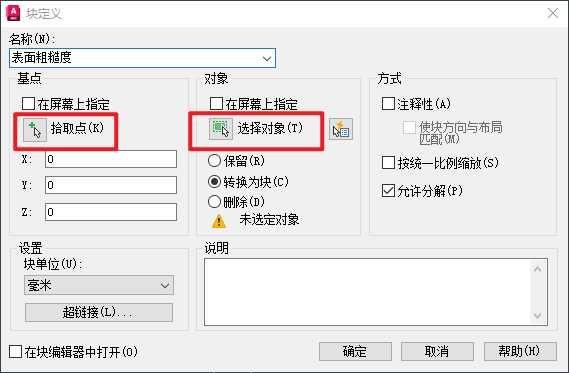 块定义
名称(N):
表面粗糙度
基点
在屏幕上指定
拾取点(K)
X: 0
Y: 0
Z: 0
对象
在屏幕上指定
选择对象(T)
保留(R)
转换为块(C)
删除(D)
未选定对象
方式
注释性(A)
使块方向与布局
匹配(M)
按统一比例缩放(S)
允许分解(P)
设置
块单位(U):
毫米
超链接(L)...
说明
在块编辑器中打开(O)
确定
取消
帮助(H)